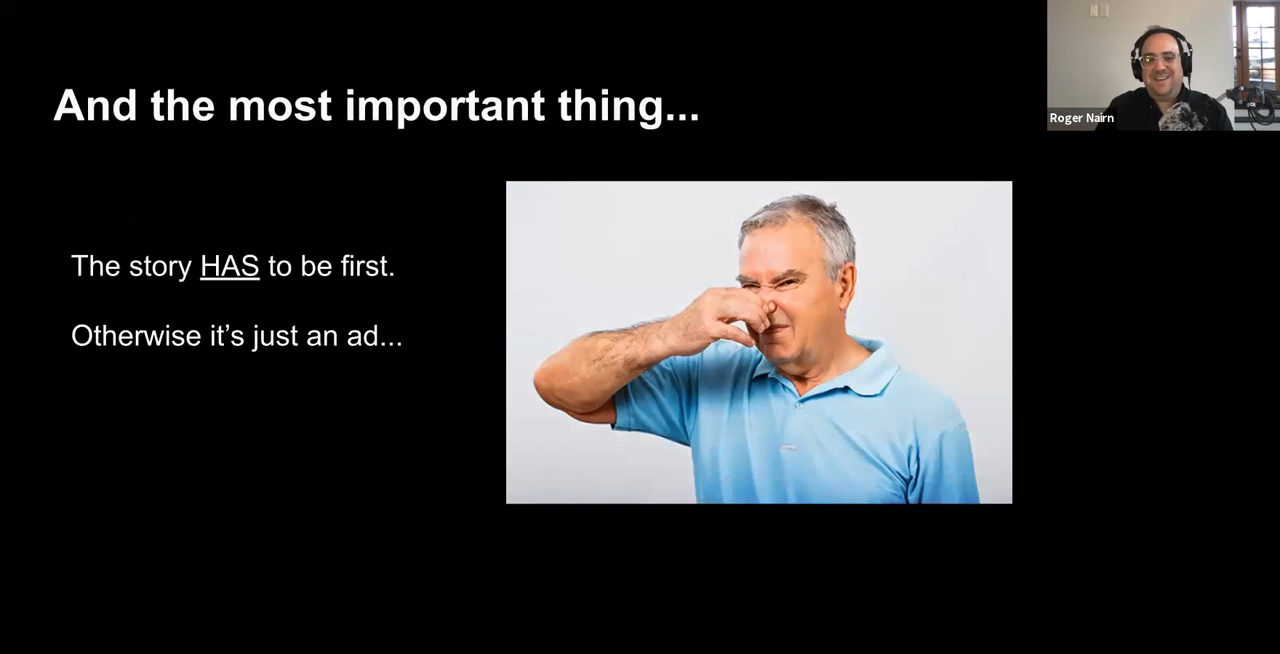 And the most important thing...
Roger Nairn
The story HAS to be first.
Otherwise it’s just an ad...